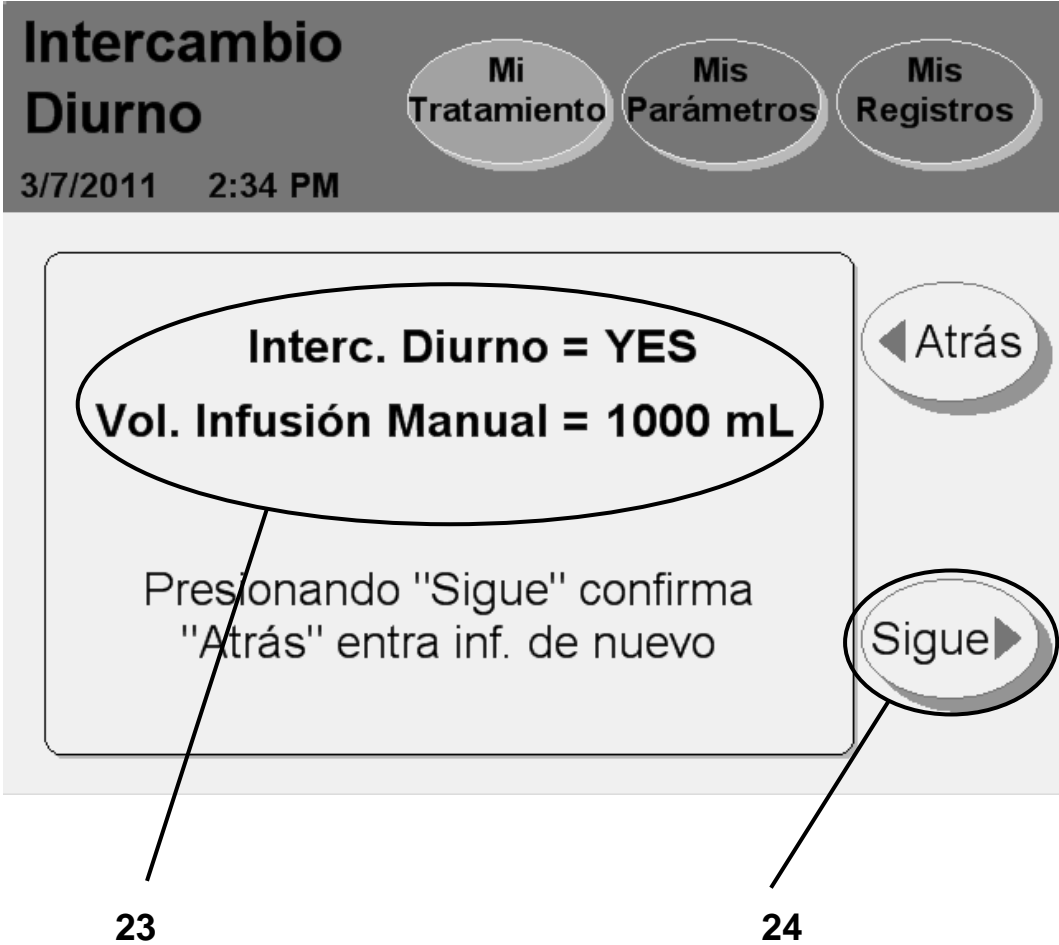 Intercambio
Diurno
3/7/2011 2:34 PM
Mi
Tratamiento
Mis
Parámetros
Mis
Registros
Interc. Diurno = YES
Vol. Infusión Manual = 1000 mL
Presionando "Sigue" confirma
"Atrás" entra inf. de nuevo
Atrás
Sigue
23
24